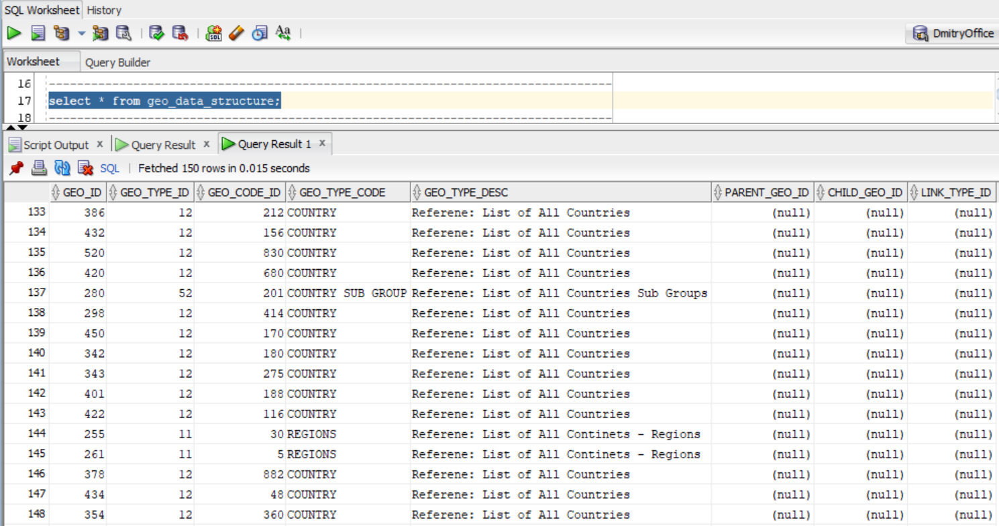 SQL Worksheet History
DmitryOffice
Worksheet Query Builder
16 --------------------------------------------------------------------------------
17 select * from geo_data_structure;
18 --------------------------------------------------------------------------------
Script Output x Query Result x Query Result 1 x
SQL | Fetched 150 rows in 0.015 seconds
GEO_ID GEO_TYPE_ID GEO_CODE_ID GEO_TYPE_CODE GEO_TYPE_DESC PARENT_GEO_ID CHILD_GEO_ID LINK_TYPE_ID
133 386 12 212 COUNTRY Referene: List of All Countries (null) (null) (null)
134 432 12 156 COUNTRY Referene: List of All Countries (null) (null) (null)
135 520 12 830 COUNTRY Referene: List of All Countries (null) (null) (null)
136 420 12 680 COUNTRY Referene: List of All Countries (null) (null) (null)
137 280 52 201 COUNTRY SUB GROUP Referene: List of All Countries Sub Groups (null) (null) (null)
138 298 12 414 COUNTRY Referene: List of All Countries (null) (null) (null)
139 450 12 170 COUNTRY Referene: List of All Countries (null) (null) (null)
140 342 12 180 COUNTRY Referene: List of All Countries (null) (null) (null)
141 343 12 275 COUNTRY Referene: List of All Countries (null) (null) (null)
142 401 12 188 COUNTRY Referene: List of All Countries (null) (null) (null)
143 422 12 116 COUNTRY Referene: List of All Countries (null) (null) (null)
144 255 11 30 REGIONS Referene: List of All Continets - Regions (null) (null) (null)
145 261 11 5 REGIONS Referene: List of All Continets - Regions (null) (null) (null)
146 378 12 882 COUNTRY Referene: List of All Countries (null) (null) (null)
147 434 12 48 COUNTRY Referene: List of All Countries (null) (null) (null)
148 354 12 360 COUNTRY Referene: List of All Countries (null) (null) (null)